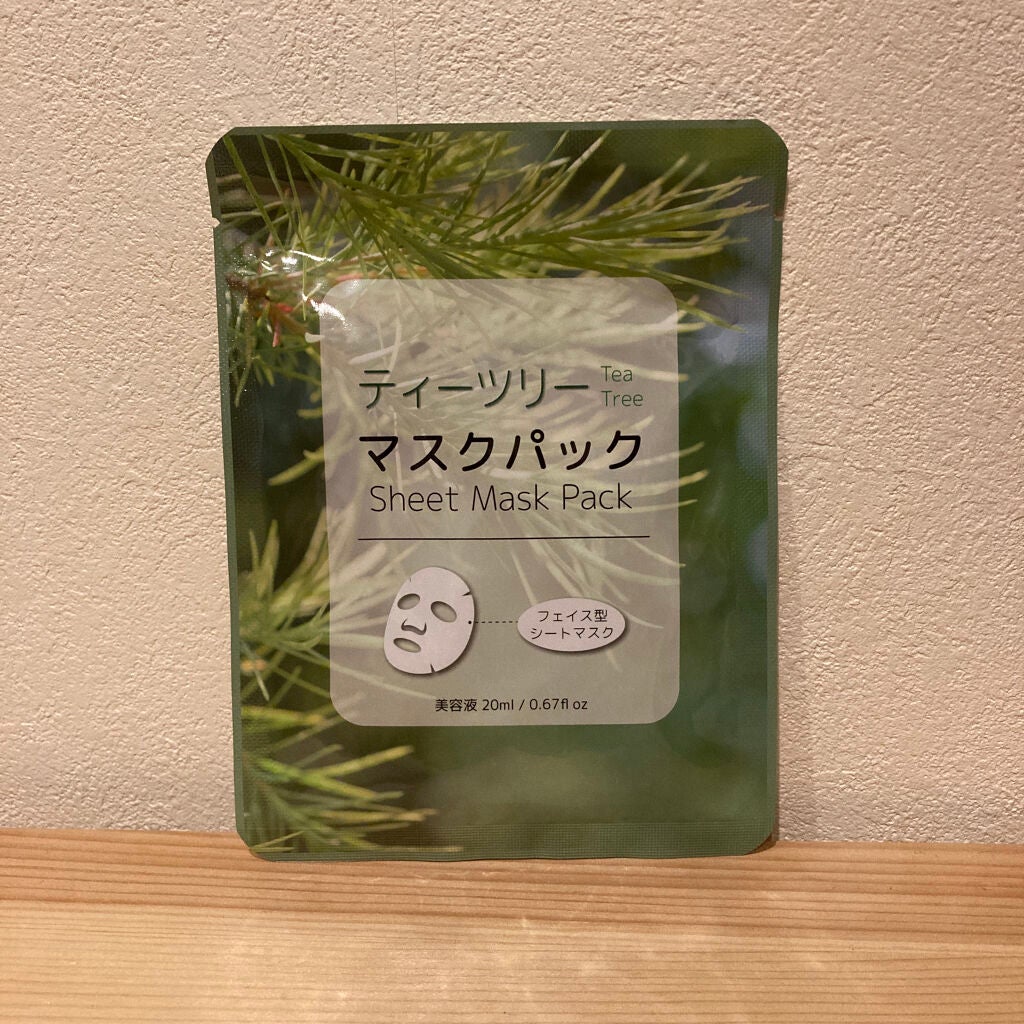 ティーツリー Tea Tree
マスクパック
Sheet Mask Pack
フェイス型
シートマスク
美容液 20ml / 0.67fl oz